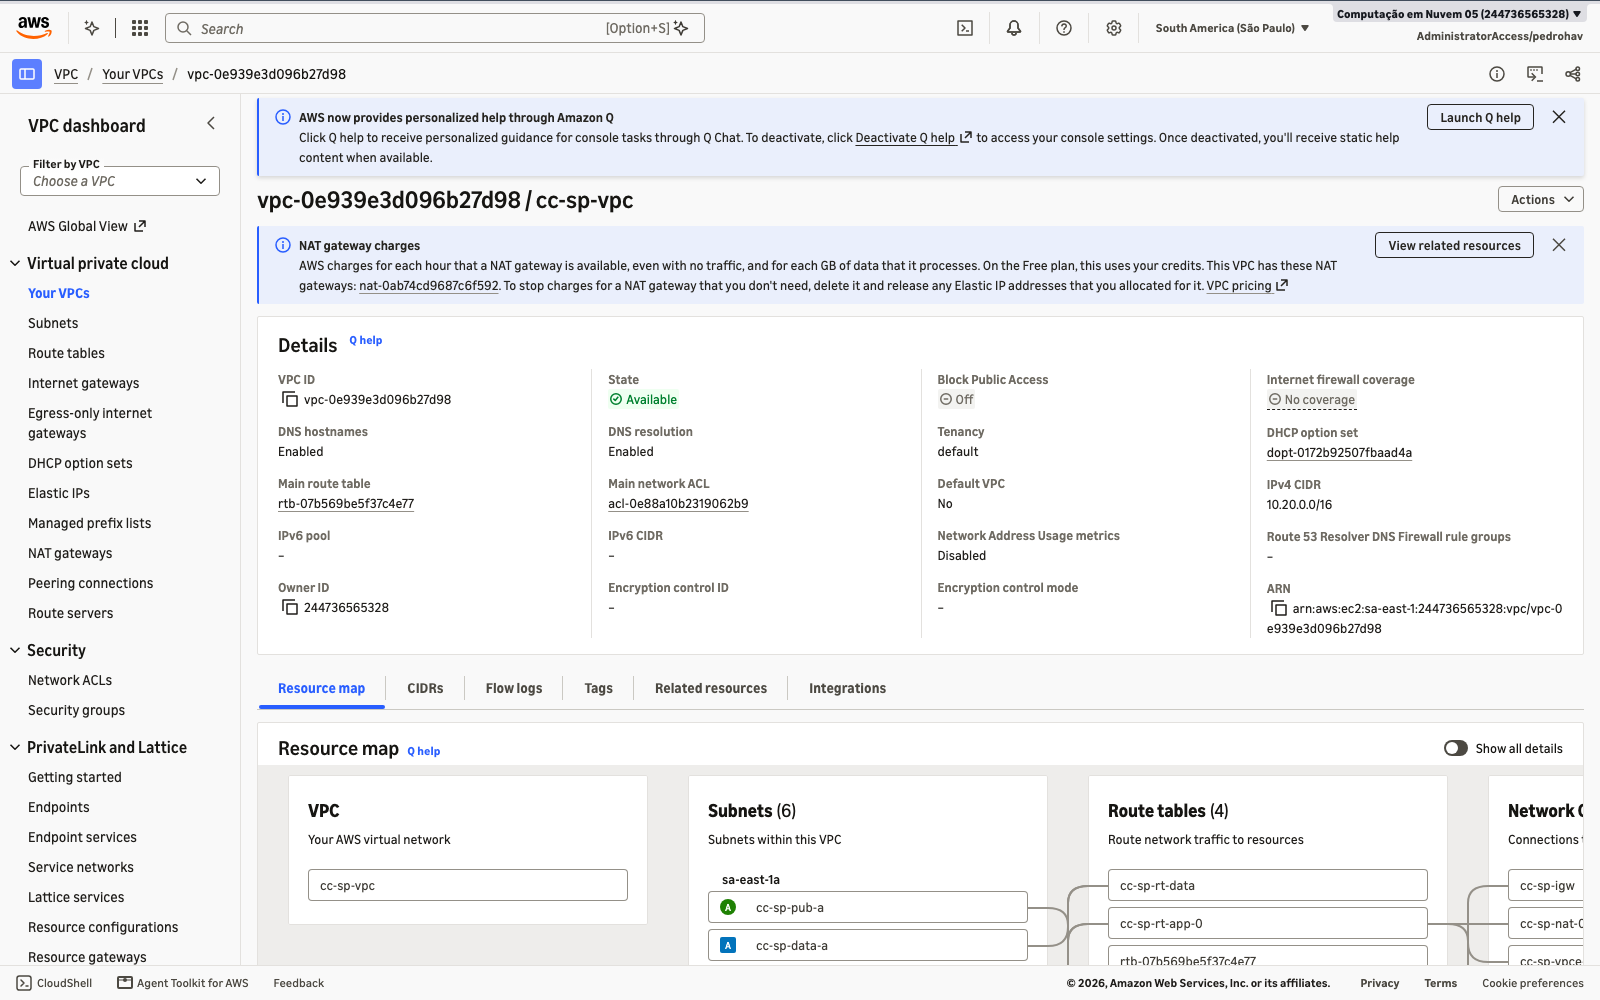 aws
Search
[Option+S]
South America (São Paulo)
Computação em Nuvem 05 (244736565328)
AdministratorAccess/pedrohav
VPC / Your VPCs / vpc-0e939e3d096b27d98
VPC dashboard
Filter by VPC
Choose a VPC
AWS Global View
Virtual private cloud
Your VPCs
Subnets
Route tables
Internet gateways
Egress-only internet
gateways
DHCP option sets
Elastic IPs
Managed prefix lists
NAT gateways
Peering connections
Route servers
Security
Network ACLs
Security groups
PrivateLink and Lattice
Getting started
Endpoints
Endpoint services
Service networks
Lattice services
Resource configurations
Resource gateways
AWS now provides personalized help through Amazon Q
Click Q help to receive personalized guidance for console tasks through Q Chat. To deactivate, click Deactivate Q help to access your console settings. Once deactivated, you'll receive static help
content when available.
Launch Q help
vpc-0e939e3d096b27d98 / cc-sp-vpc
Actions
NAT gateway charges
AWS charges for each hour that a NAT gateway is available, even with no traffic, and for each GB of data that it processes. On the Free plan, this uses your credits. This VPC has these NAT
gateways: nat-0ab74cd9687c6f592. To stop charges for a NAT gateway that you don't need, delete it and release any Elastic IP addresses that you allocated for it. VPC pricing
View related resources
Details
Q help
VPC ID
vpc-0e939e3d096b27d98
DNS hostnames
Enabled
Main route table
rtb-07b569be5f37c4e77
IPv6 pool
–
Owner ID
244736565328
State
Available
DNS resolution
Enabled
Main network ACL
acl-0e88a10b2319062b9
IPv6 CIDR
–
Encryption control ID
–
Block Public Access
Off
Tenancy
default
Default VPC
No
Network Address Usage metrics
Disabled
Encryption control mode
–
Internet firewall coverage
No coverage
DHCP option set
dopt-0172b92507fbaad4a
IPv4 CIDR
10.20.0.0/16
Route 53 Resolver DNS Firewall rule groups
–
ARN
arn:aws:ec2:sa-east-1:244736565328:vpc/vpc-0
e939e3d096b27d98
Resource map
CIDRs
Flow logs
Tags
Related resources
Integrations
Resource map
Q help
Show all details
VPC
Your AWS virtual network
cc-sp-vpc
Subnets (6)
Subnets within this VPC
sa-east-1a
A cc-sp-pub-a
A cc-sp-data-a
Route tables (4)
Route network traffic to resources
cc-sp-rt-data
cc-sp-rt-app-0
rtb-07b569be5f37c4e77
Network
Connections
cc-sp-igw
cc-sp-nat-0
cc-sp-vpce
CloudShell
Agent Toolkit for AWS
Feedback
© 2026, Amazon Web Services, Inc. or its affiliates.
Privacy
Terms
Cookie preferences